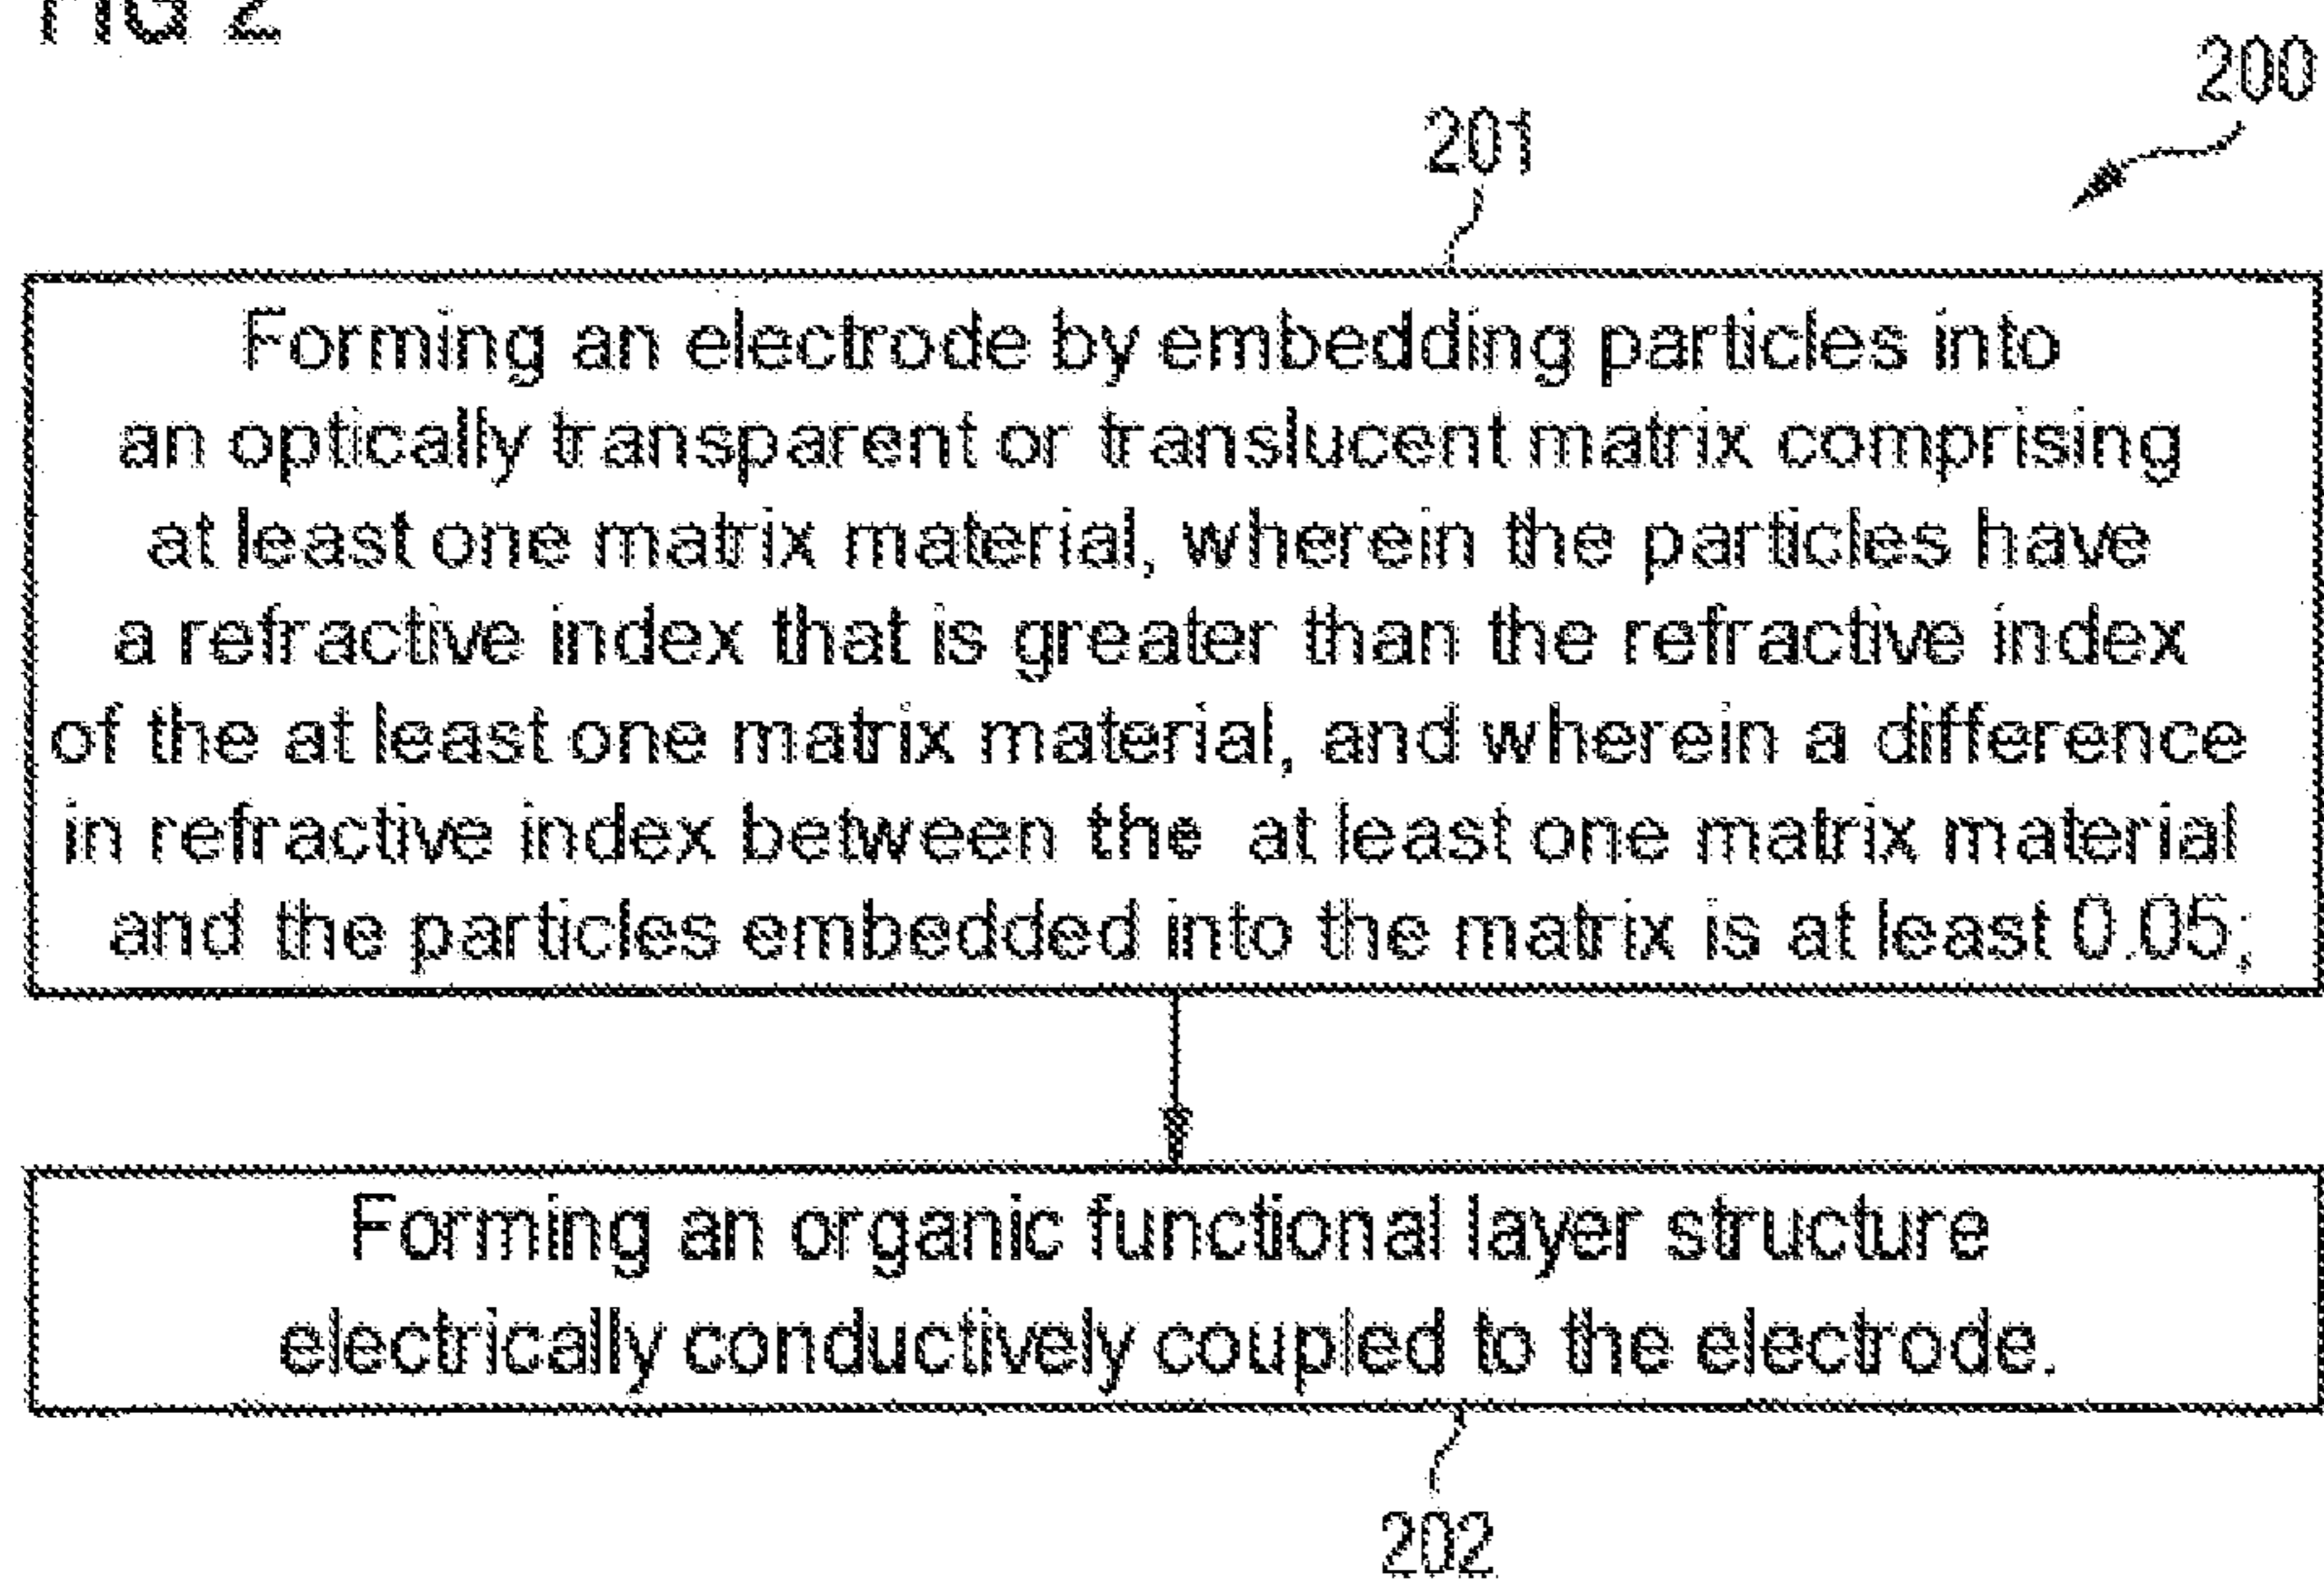 FIG 2
200
201
Forming an electrode by embedding particles into
an optically transparent or translucent matrix comprising
at least one matrix material, wherein the particles have
a refractive index that is greater than the refractive index
of the at least one matrix material, and wherein a difference
in refractive index between the at least one matrix material
and the particles embedded into the matrix is at least 0.05;
Forming an organic functional layer structure
electrically conductively coupled to the electrode.
202